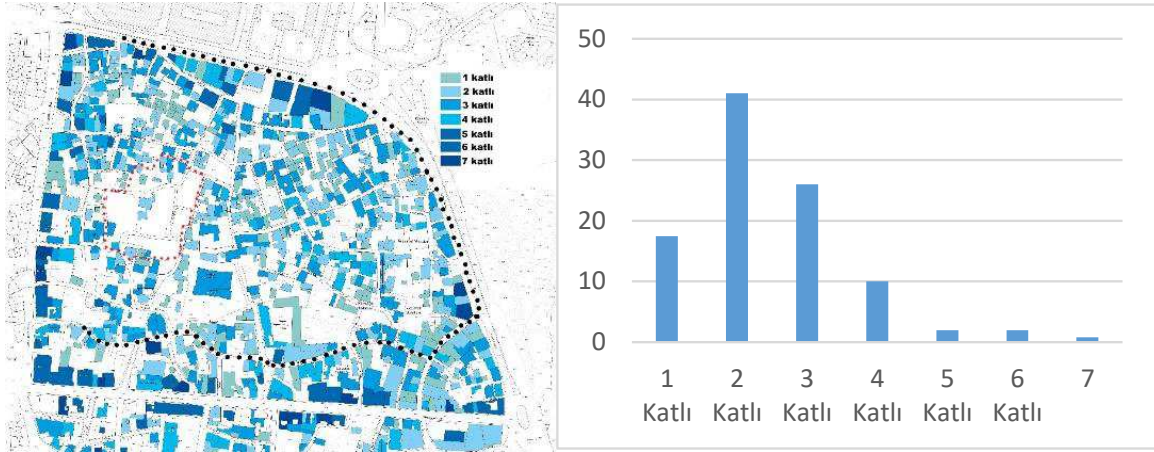 1 katlı
2 katlı
3 katlı
4 katlı
5 katlı
6 katlı
7 katlı
50
40
30
20
10
0
1 2 3 4 5 6 7
Katlı Katlı Katlı Katlı Katlı Katlı